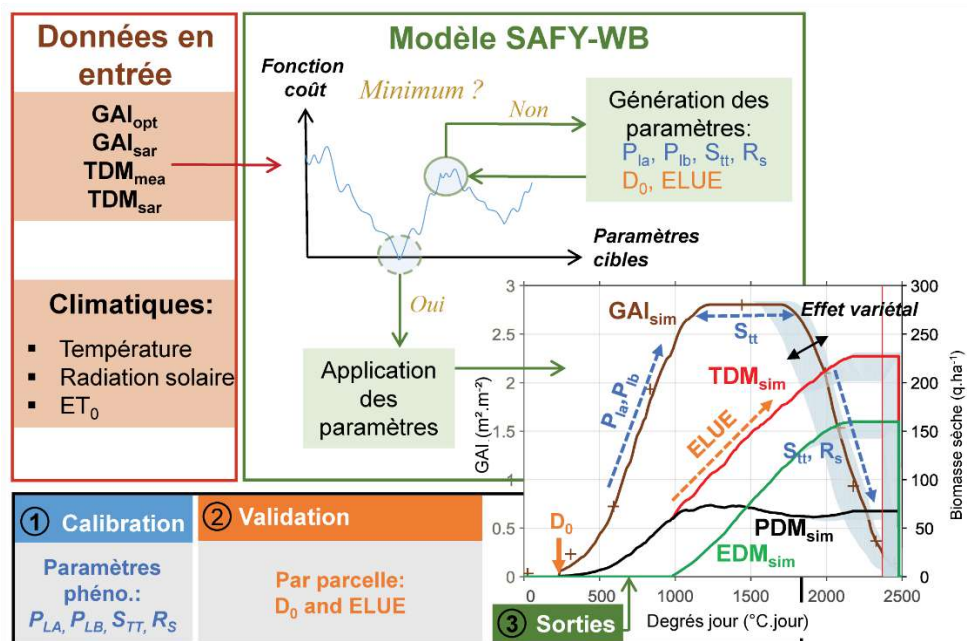 Données en
entrée
GAIopt
GAIsar
TDMmea
TDMsar
Climatiques:
▪ Température
▪ Radiation solaire
▪ ET0
Modèle SAFY-WB
Fonction
coût
Minimum ?
Non
Génération des
paramètres:
Pla, Plb, Stt, Rs
D0, ELUE
Paramètres
cibles
Oui
Application
des
paramètres
GAI (m².m-²)
3
2.5
2
1.5
1
0.5
0
GAIsim
Effet variétal
Stt
Pla,Plb
TDMsim
ELUE
Stt, Rs
D0
PDMsim
EDMsim
300
250
200
150
100
50
0
Biomasse sèche (q.ha-1)
0 500 1000 1500 2000 2500
Degrés jour (°C.jour)
① Calibration
Paramètres
phéno.:
PLA, PLB, STT, RS
② Validation
Par parcelle:
D0 and ELUE
③ Sorties